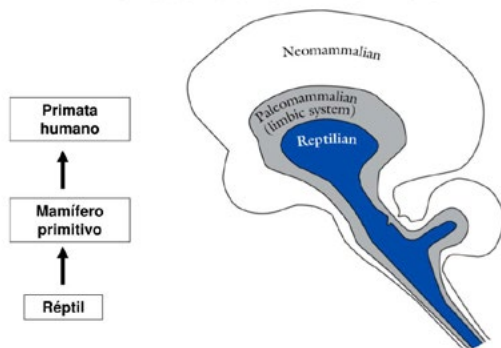 Primata
humano
Mamífero
primitivo
Réptil
Neomammalian
Paleomammalian
(limbic system)
Reptilian